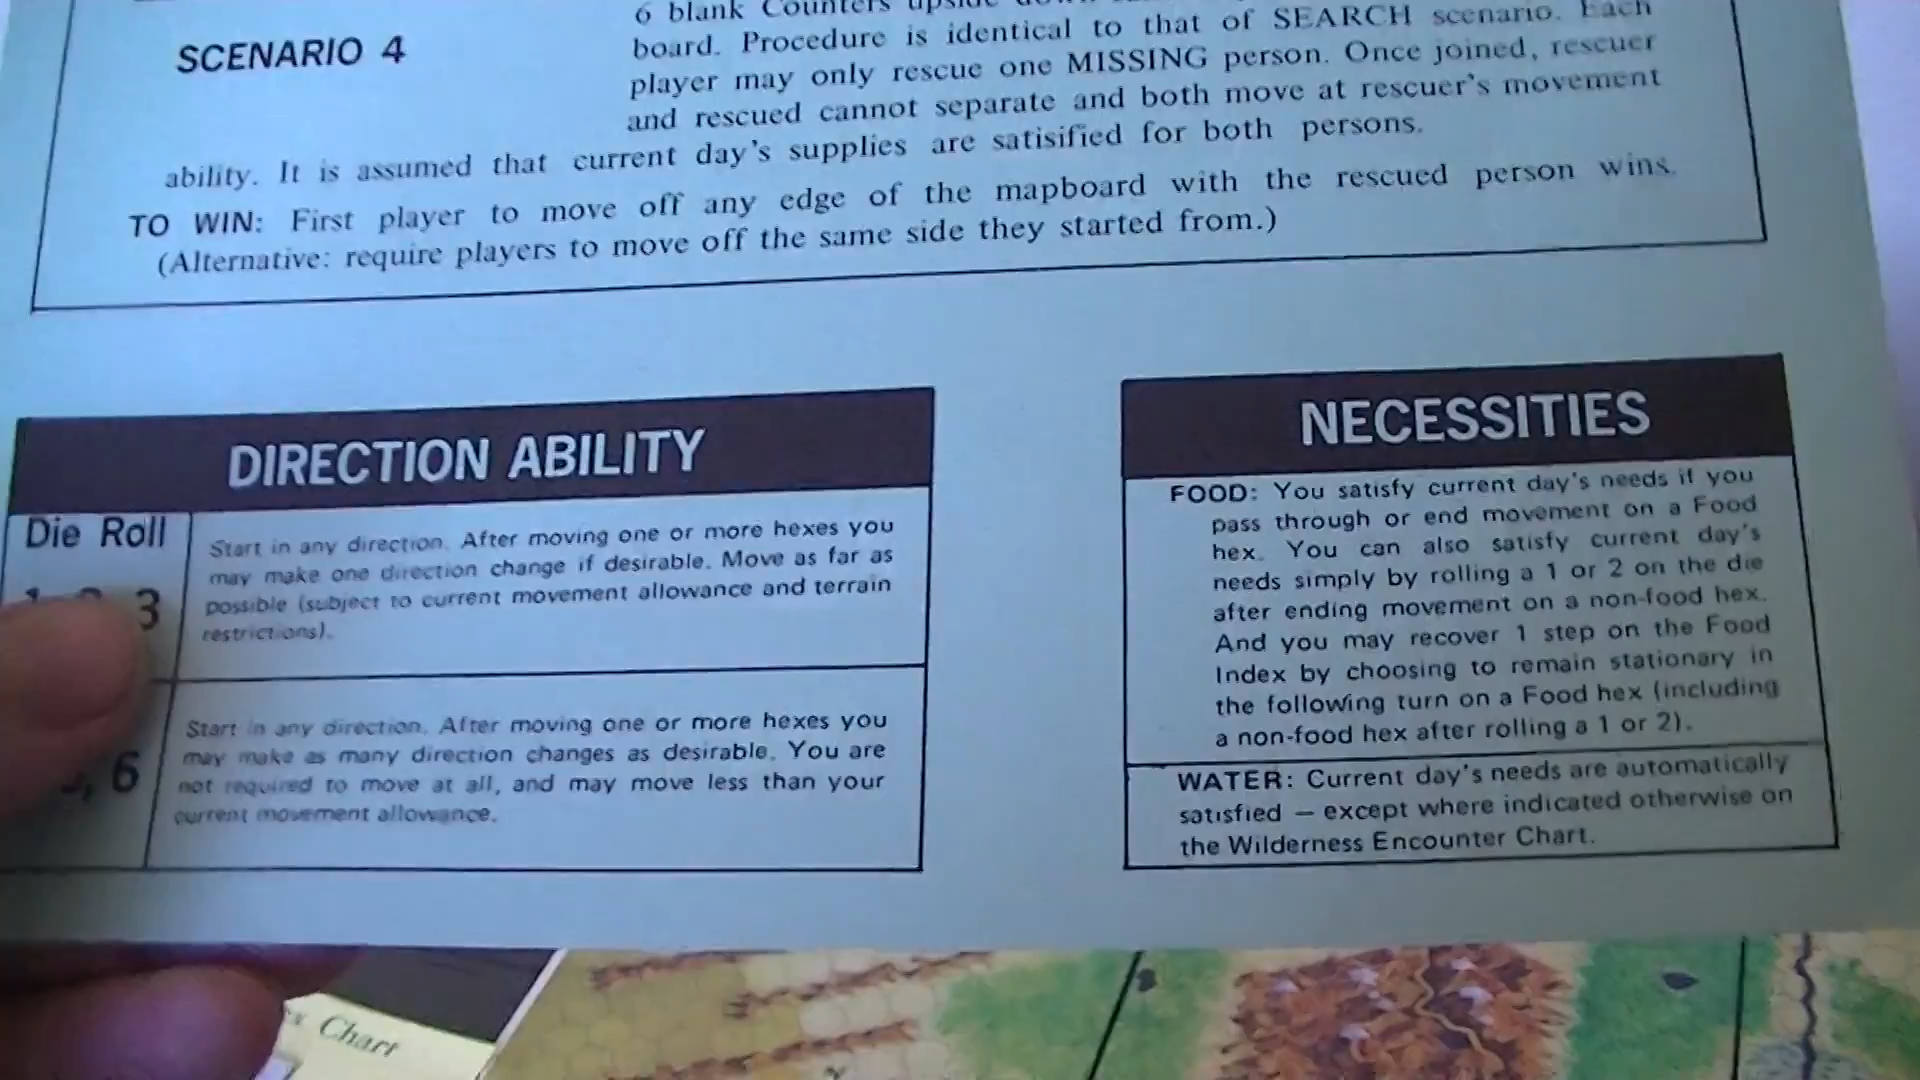 6 blank Counters upside
SCENARIO 4
board. Procedure is identical to that of SEARCH scenario. Each
player may only rescue one MISSING person. Once joined, rescuer
and rescued cannot separate and both move at rescuer's movement
ability. It is assumed that current day's supplies are satisified for both persons.
TO WIN: First player to move off any edge of the mapboard with the rescued person wins.
(Alternative: require players to move off the same side they started from.)
DIRECTION ABILITY
Die Roll
3
Start in any direction. After moving one or more hexes you
may make one direction change if desirable. Move as far as
possible (subject to current movement allowance and terrain
restrictions).
6
Start in any direction. After moving one or more hexes you
may make as many direction changes as desirable. You are
not required to move at all, and may move less than your
current movement allowance.
NECESSITIES
FOOD: You satisfy current day's needs if you
pass through or end movement on a Food
hex. You can also satisfy current day's
needs simply by rolling a 1 or 2 on the die
after ending movement on a non-food hex.
And you may recover 1 step on the Food
Index by choosing to remain stationary in
the following turn on a Food hex (including
a non-food hex after rolling a 1 or 2).
WATER: Current day's needs are automatically
satisfied — except where indicated otherwise on
the Wilderness Encounter Chart.
Chart